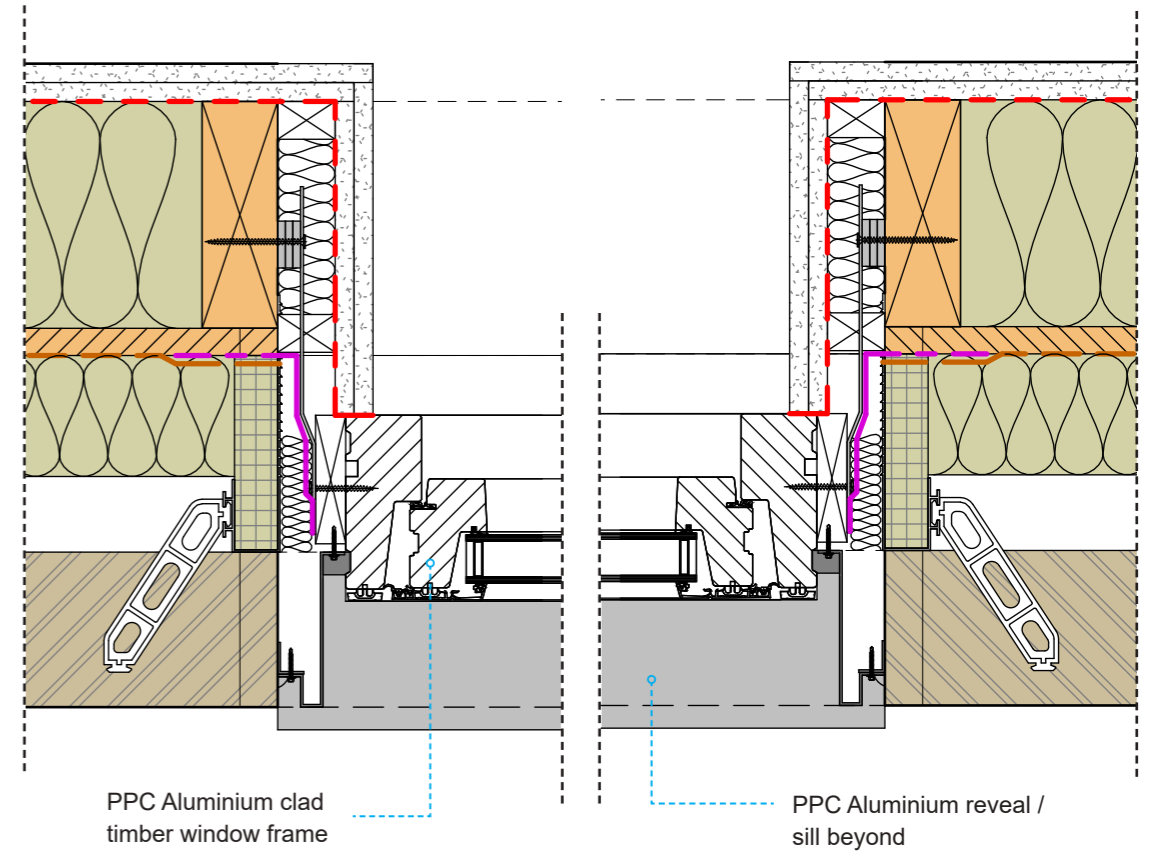 PPC Aluminium clad
timber window frame
PPC Aluminium reveal /
sill beyond